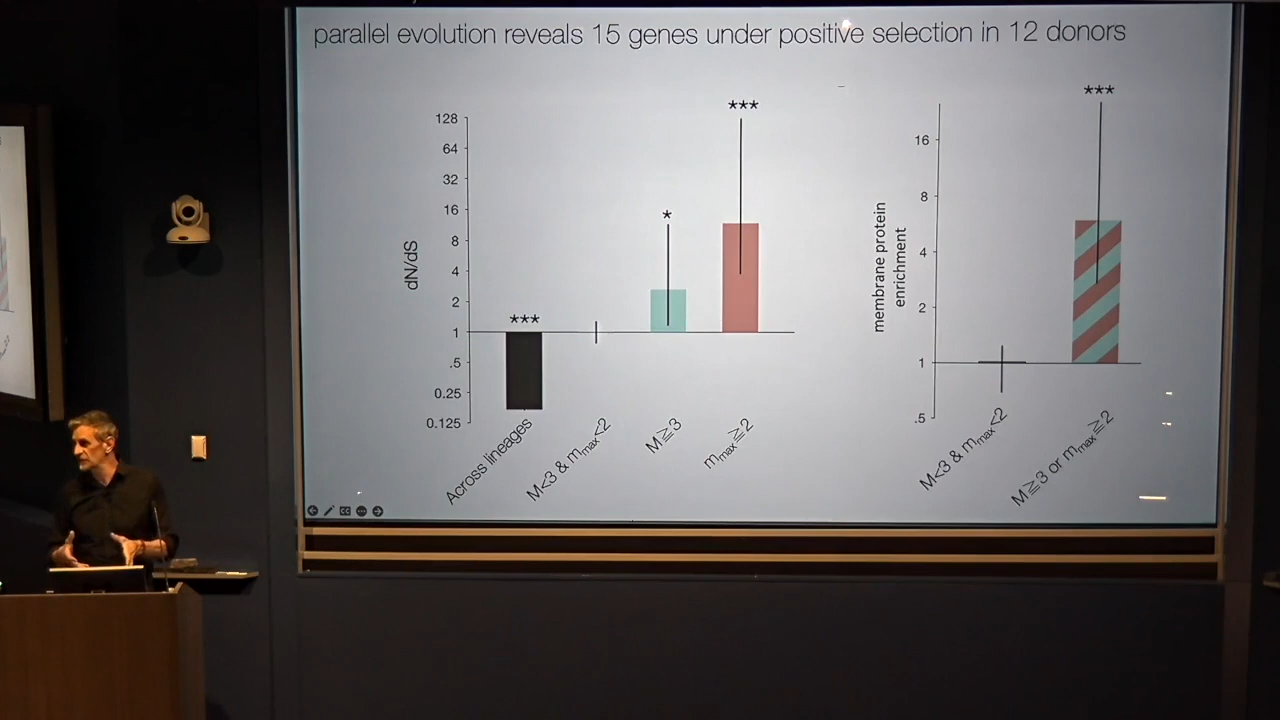 parallel evolution reveals 15 genes under positive selection in 12 donors
dN/dS
128
64
32
16
8
4
2
1
.5
0.25
0.125
***
*
***
Across lineages
M<3 & mmax<2
M≧3
mmax≧2
membrane protein
enrichment
16
8
4
2
1
.5
***
M<3 & mmax<2
M≧3 or mmax≧2